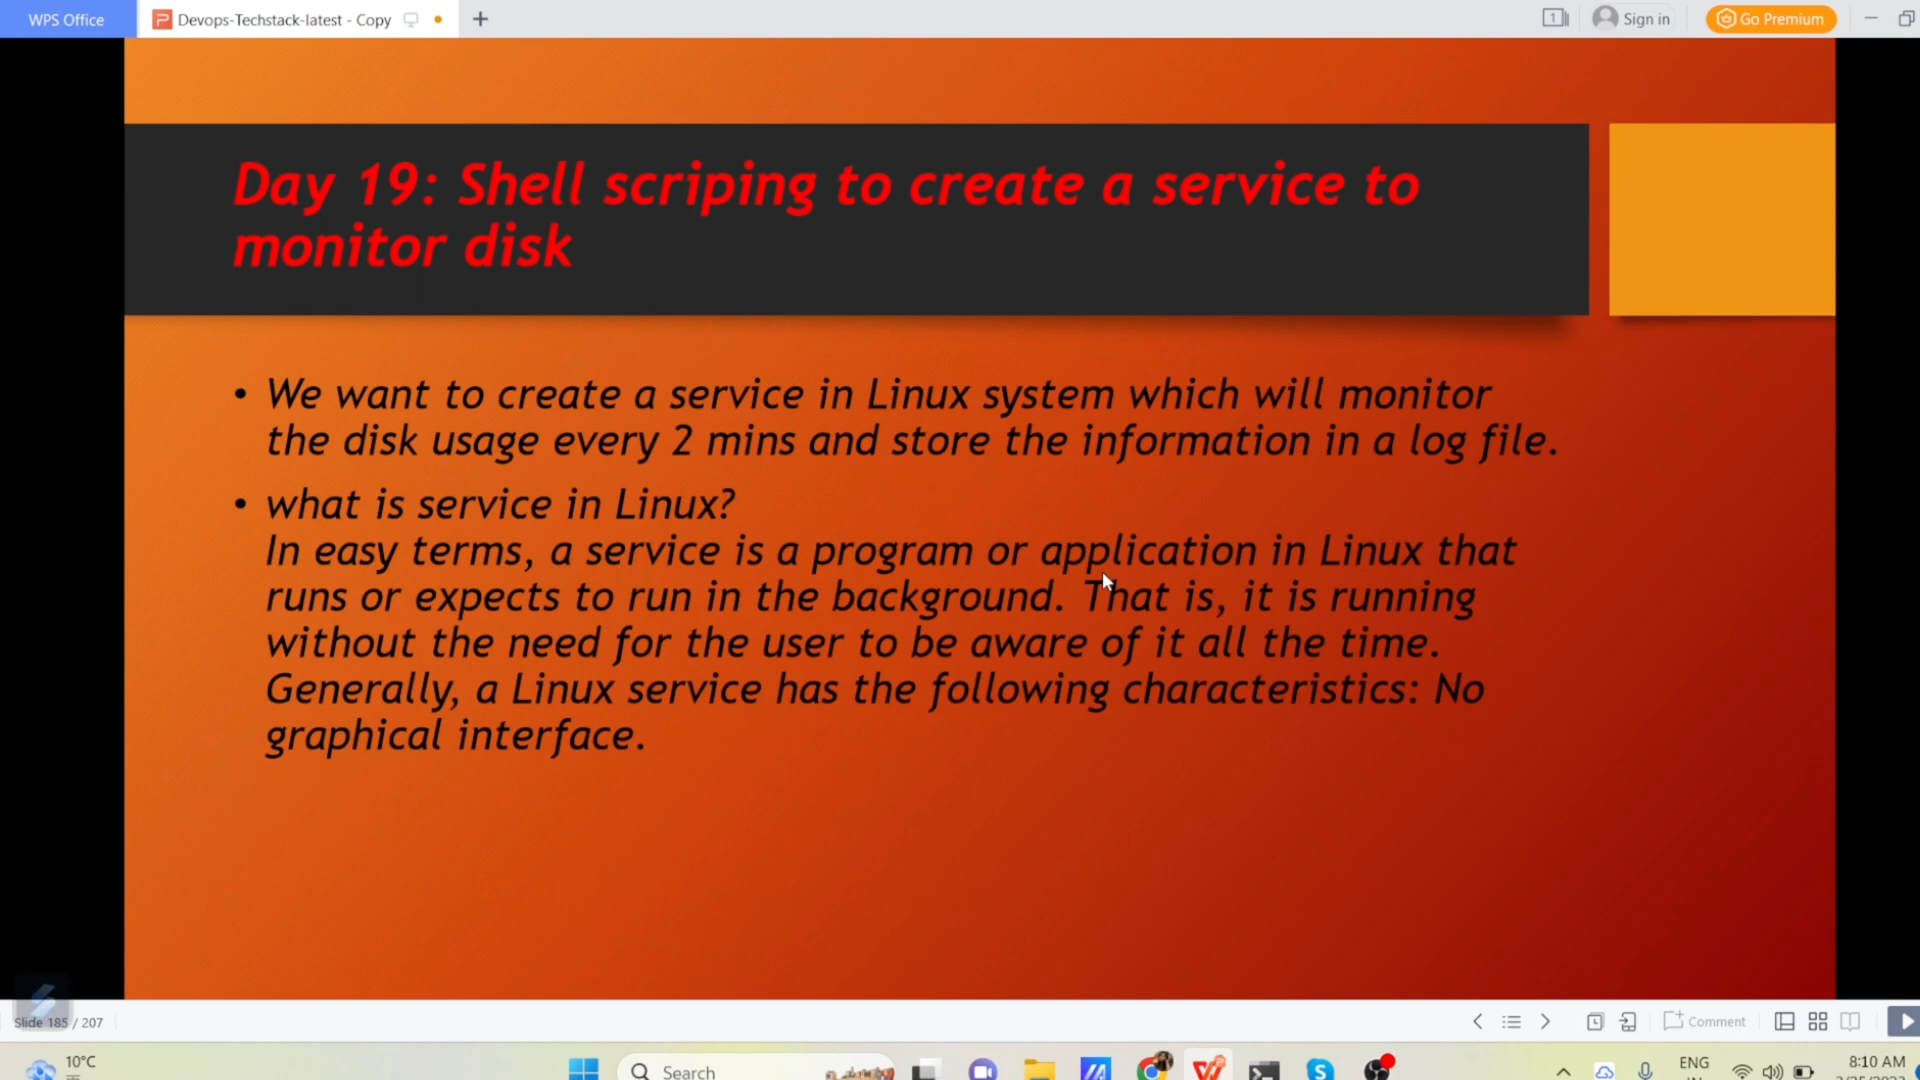 WPS Office
Devops-Techstack-latest - Copy
Sign in
Go Premium
Day 19: Shell scriping to create a service to
monitor disk
• We want to create a service in Linux system which will monitor
the disk usage every 2 mins and store the information in a log file.
• what is service in Linux?
In easy terms, a service is a program or application in Linux that
runs or expects to run in the background. That is, it is running
without the need for the user to be aware of it all the time.
Generally, a Linux service has the following characteristics: No
graphical interface.
Slide 185 / 207
Comment
10°C
Search
ENG
8:10 AM